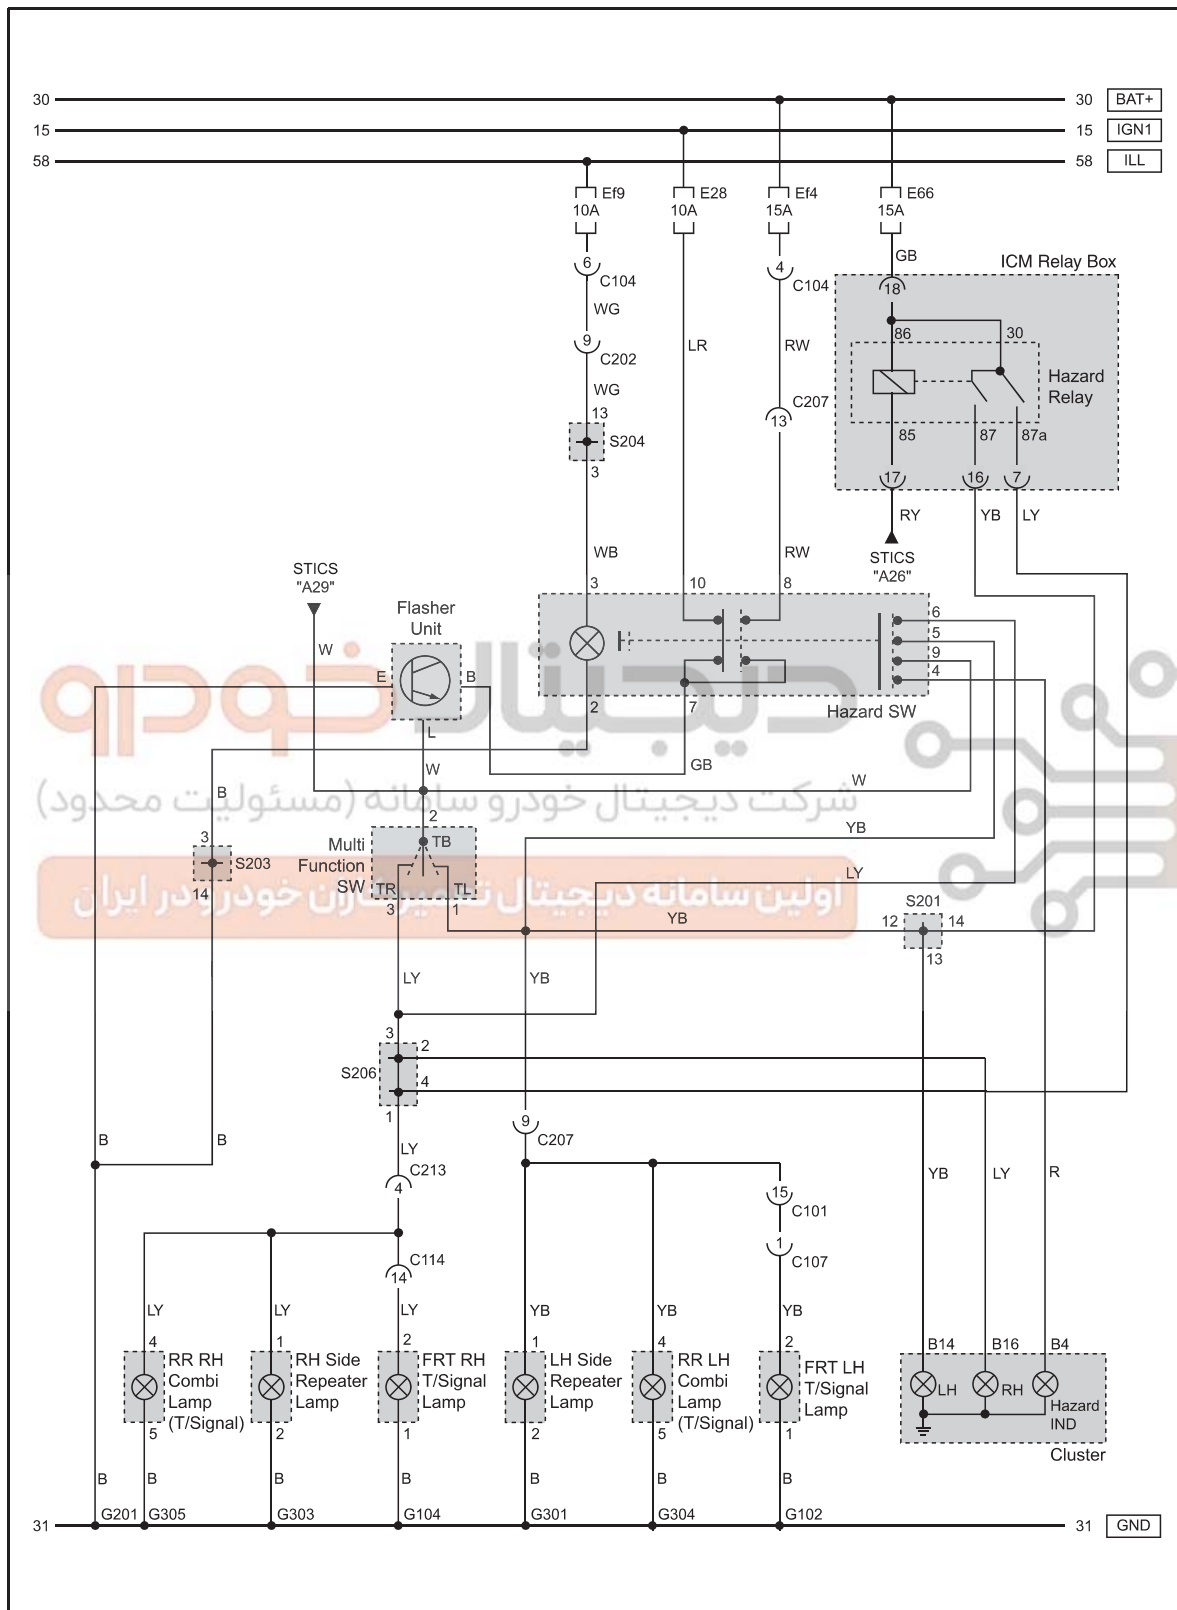 30 30 BAT+
15 15 IGN1
58 58 ILL
Ef9 E28 Ef4 E66
10A 10A 15A 15A
GB
ICM Relay Box
6 4
C104 C104 18
WG
86 30
9 LR RW
C202
Hazard
Relay
WG
C207
13 13
S204 85 87 87a
3
17 16 7
RY YB LY
WB RW
STICS
"A26"
STICS
"A29"
3 10 8
Flasher
Unit
6
5
9
4
W
E B
دیجیتال خودرو
2 7
Hazard SW
L
W GB
W
B
شرکت دیجیتال خودرو سامانه (مسئولیت محدود)
2
YB
3
S203
14
Multi
Function
SW
TB
TR TL
3 1
LY
اولین سامانه دیجیتال تعمیرکاران خودرو در ایران
S201
YB 12 14
13
LY YB
3 2
S206
4
1
9
C207
B B
LY
C213
4
YB LY R
15
C101
1
C107
C114
14
LY LY LY YB YB YB
4 1 2 1 4 2
B14 B16 B4
RR RH
Combi
Lamp
(T/Signal)
RH Side
Repeater
Lamp
FRT RH
T/Signal
Lamp
LH Side
Repeater
Lamp
RR LH
Combi
Lamp
(T/Signal)
FRT LH
T/Signal
Lamp
LH RH
Hazard
IND
Cluster
5 2 1 2 5 1
B B B B B B B
G201 G305 G303 G104 G301 G304 G102
31 31 GND